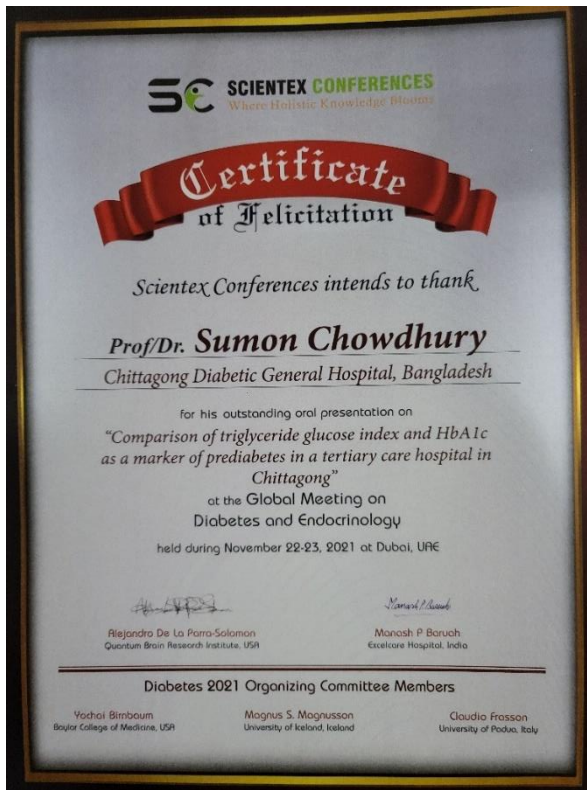 SC SCIENTEX CONFERENCES
Where Holistic Knowledge Blooms
Certificate
of Felicitation
Scientex Conferences intends to thank
Prof/Dr. Sumon Chowdhury
Chittagong Diabetic General Hospital, Bangladesh
for his outstanding oral presentation on
“Comparison of triglyceride glucose index and HbA1c
as a marker of prediabetes in a tertiary care hospital in
Chittagong”
at the Global Meeting on
Diabetes and Endocrinology
held during November 22-23, 2021 at Dubai, UAE
Alejandro De La Parra-Solomon
Quantum Brain Research Institute, USA
Manash P Baruah
Excelcare Hospital, India
Diabetes 2021 Organizing Committee Members
Yochai Birnbaum
Baylor College of Medicine, USA
Magnus S. Magnusson
University of Iceland, Iceland
Claudio Frasson
University of Padua, Italy